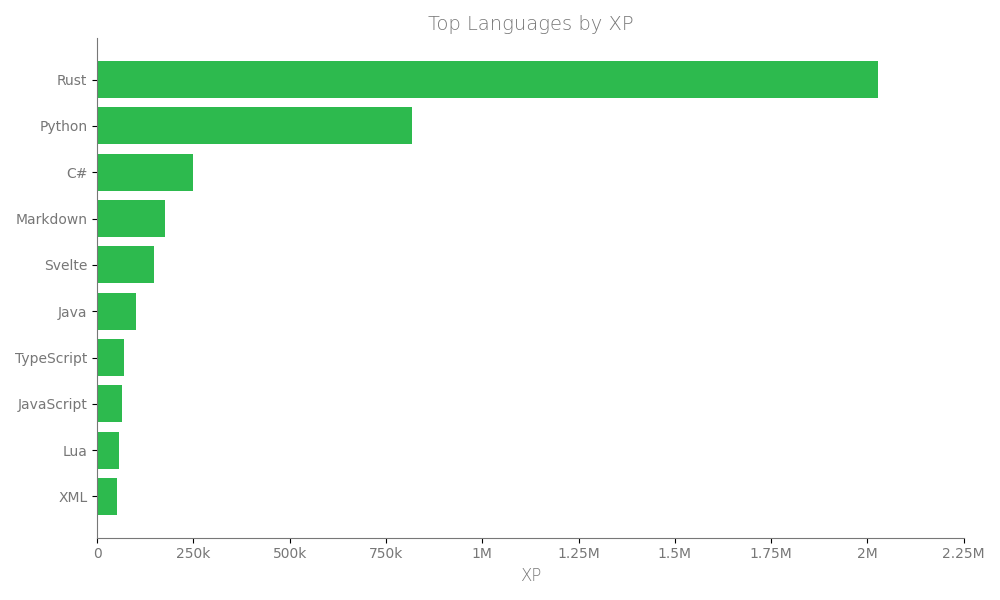 Top Languages by XP
Rust
Python
C#
Markdown
Svelte
Java
TypeScript
JavaScript
Lua
XML
0 250k 500k 750k 1M 1.25M 1.5M 1.75M 2M 2.25M
XP